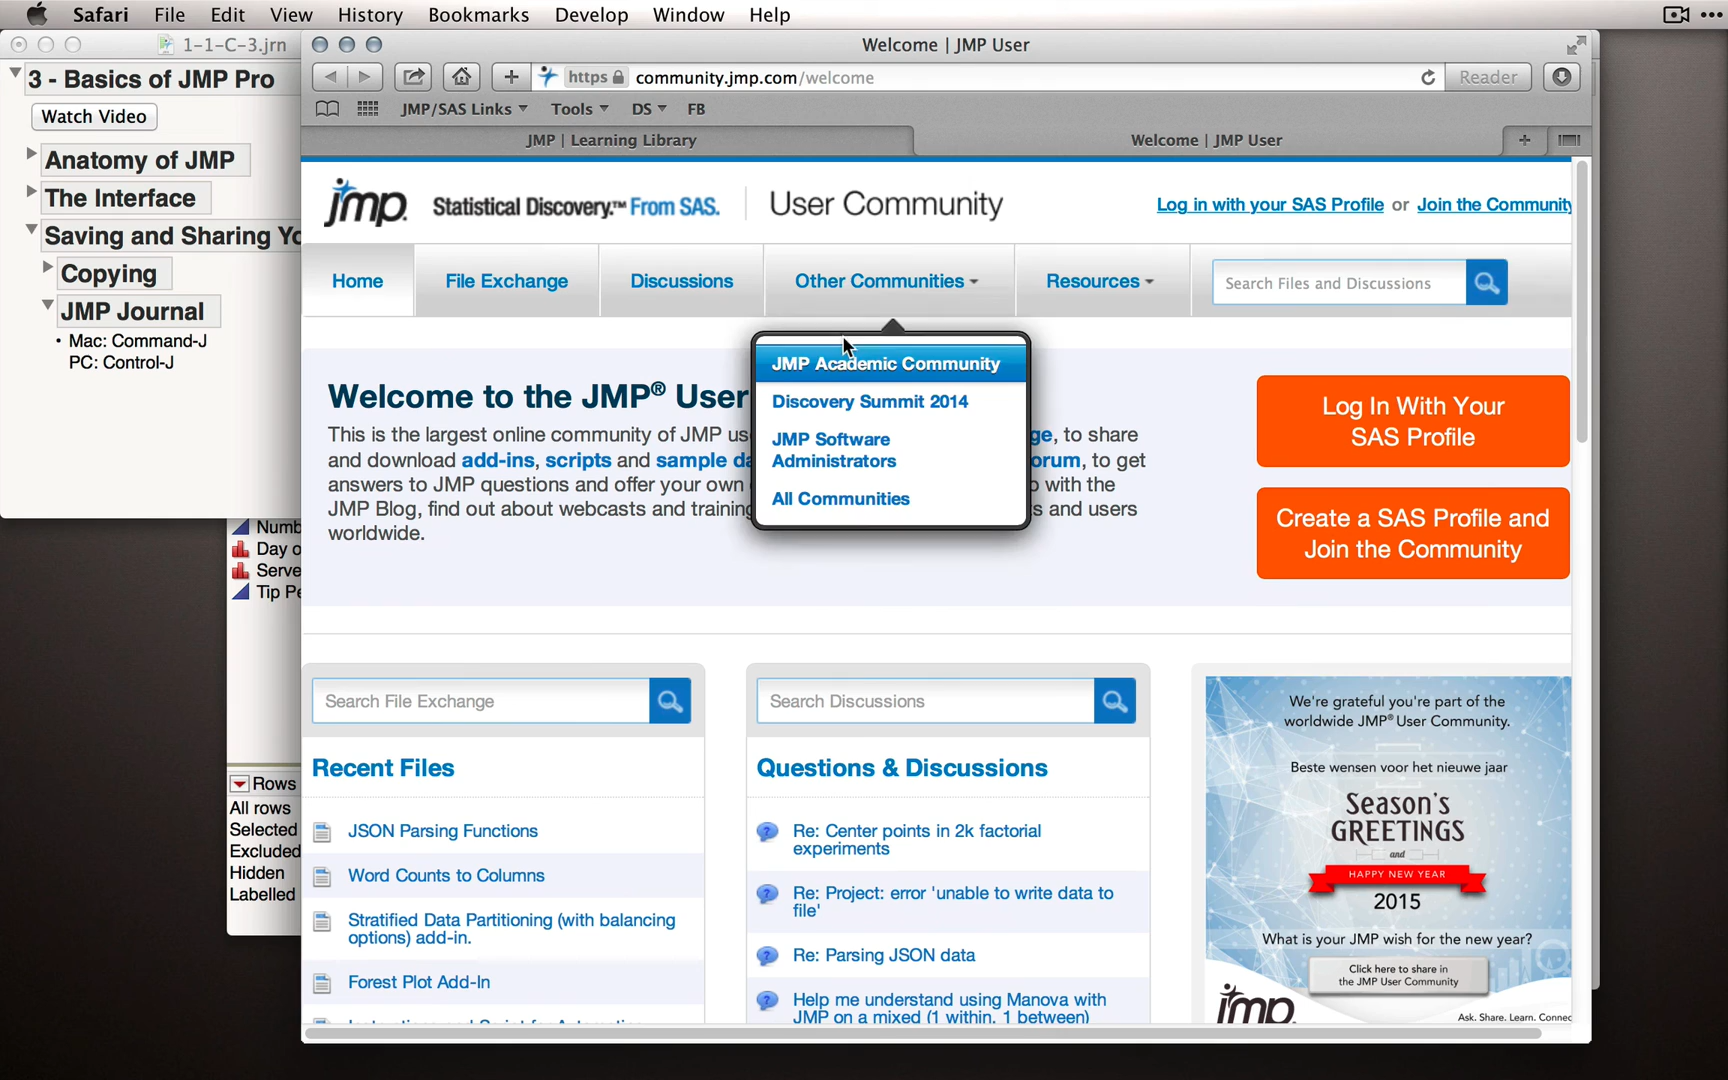 Safari File Edit View History Bookmarks Develop Window Help
1-1-C-3.jrn
3 - Basics of JMP Pro
Watch Video
Anatomy of JMP
The Interface
Saving and Sharing Yo
Copying
JMP Journal
• Mac: Command-J
PC: Control-J
Numb
Day o
Serve
Tip Pe
Rows
All rows
Selected
Excluded
Hidden
Labelled
Welcome | JMP User
https community.jmp.com/welcome
Reader
JMP/SAS Links Tools DS FB
JMP | Learning Library
Welcome | JMP User
jmp. Statistical Discovery.™ From SAS. User Community
Log in with your SAS Profile or Join the Community
Home File Exchange Discussions Other Communities Resources
Search Files and Discussions
JMP Academic Community
Discovery Summit 2014
JMP Software
Administrators
All Communities
Welcome to the JMP® User
This is the largest online community of JMP us ge, to share
and download add-ins, scripts and sample da orum, to get
answers to JMP questions and offer your own with the
JMP Blog, find out about webcasts and training s and users
worldwide.
Log In With Your
SAS Profile
Create a SAS Profile and
Join the Community
Search File Exchange
Recent Files
JSON Parsing Functions
Word Counts to Columns
Stratified Data Partitioning (with balancing
options) add-in.
Forest Plot Add-In
Search Discussions
Questions & Discussions
Re: Center points in 2k factorial
experiments
Re: Project: error 'unable to write data to
file'
Re: Parsing JSON data
Help me understand using Manova with
JMP on a mixed (1 within, 1 between)
We're grateful you're part of the
worldwide JMP® User Community.
Beste wensen voor het nieuwe jaar
Season's
GREETINGS
and
HAPPY NEW YEAR
2015
What is your JMP wish for the new year?
Click here to share in
the JMP User Community
jmp.
Ask. Share. Learn. Connec